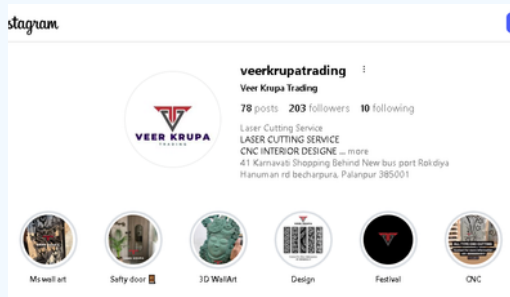 stagram
veerkrupatrading
Veer Krupa Trading
78 posts 203 followers 10 following
Laser Cutting Service
LASER CUTTING SERVICE
CNC INTERIOR DESIGNE ... more
41 Karnavati Shopping Behind New bus port Rokdiya
Hanuman rd becharpura, Palanpur 385001
VEER KRUPA
TRADING
Ms wall art
Safty door 🚪
3D WallArt
Design
Festival
CNC